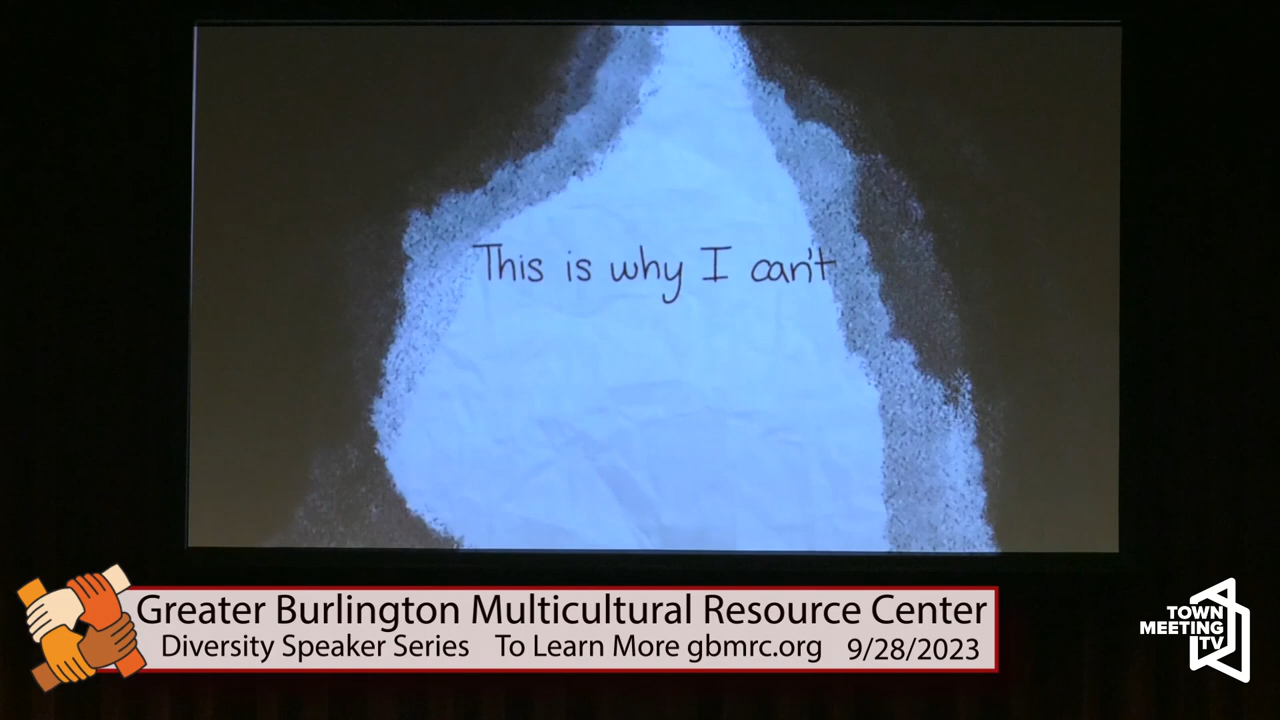 This is why I can't
Greater Burlington Multicultural Resource Center
Diversity Speaker Series To Learn More gbmrc.org 9/28/2023
TOWN
MEETING
TV